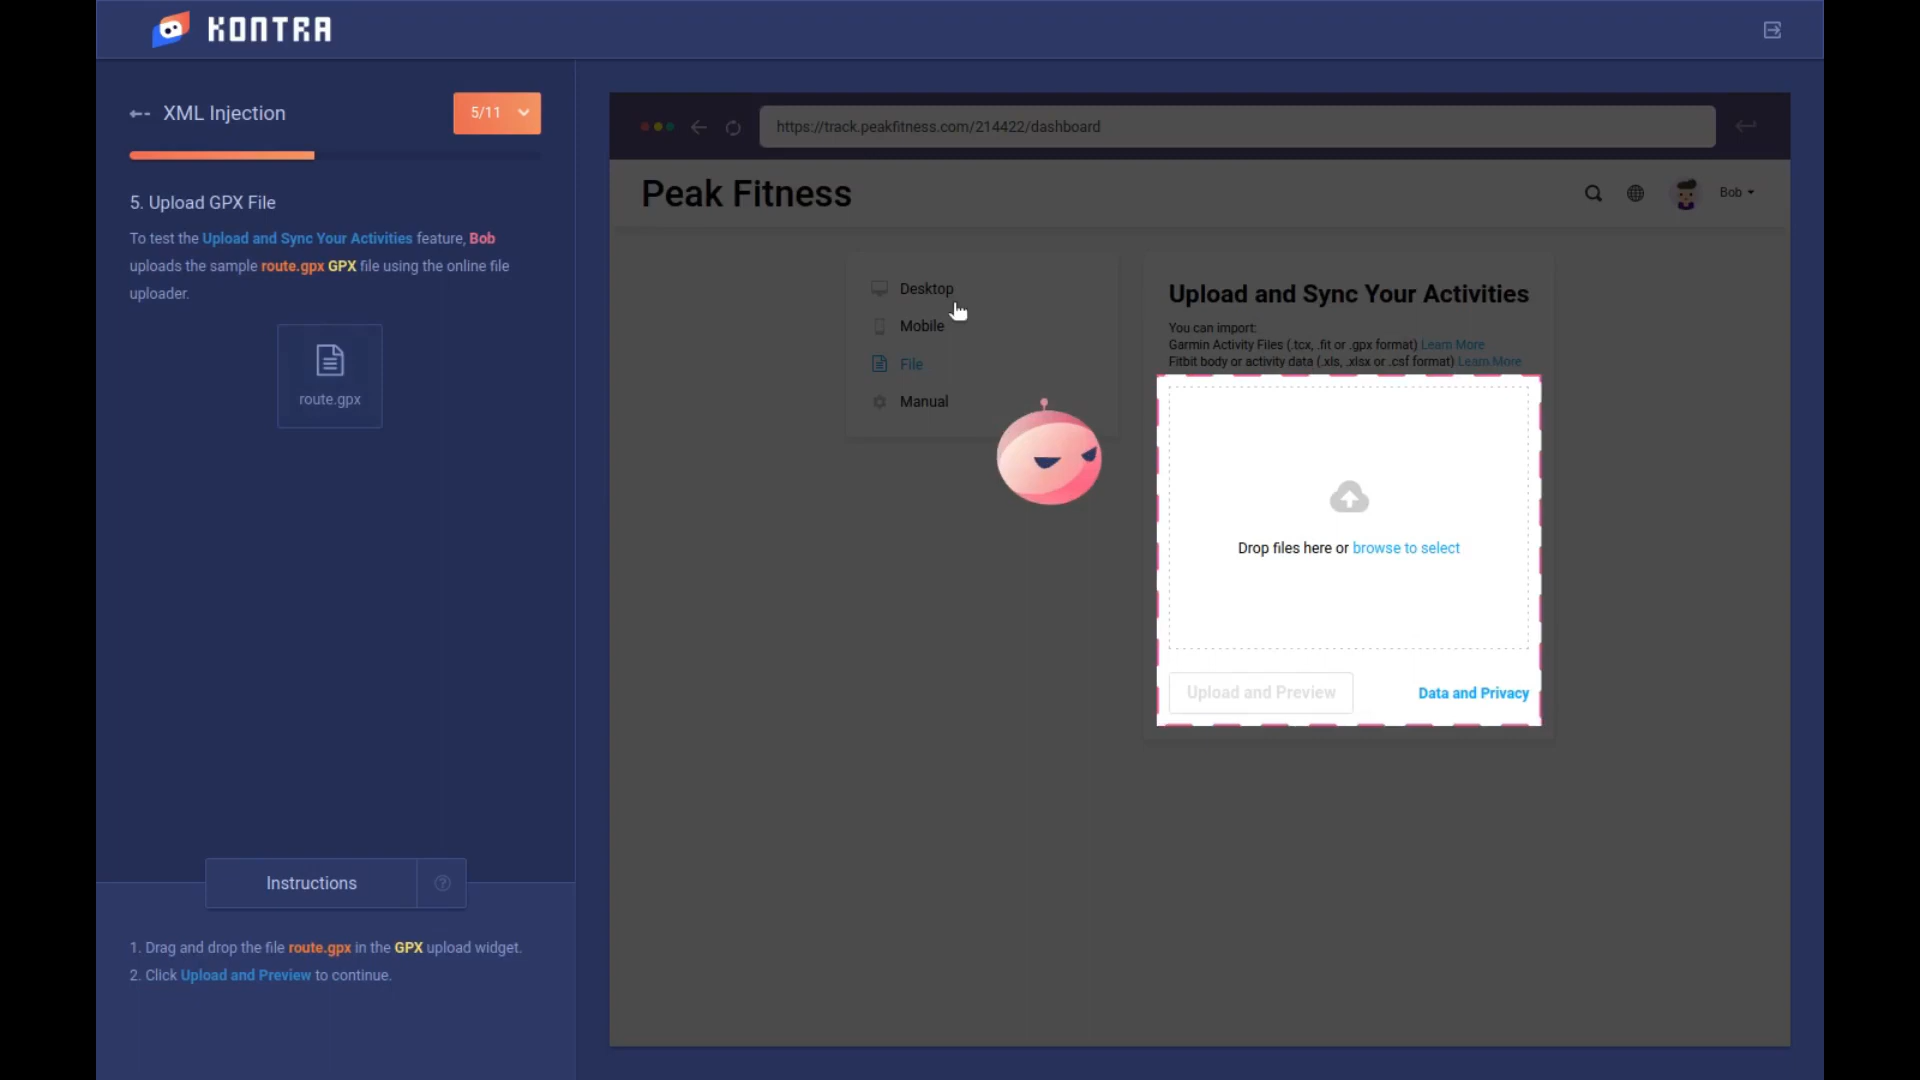 KONTRA
XML Injection
5/11
5. Upload GPX File
To test the Upload and Sync Your Activities feature, Bob
uploads the sample route.gpx GPX file using the online file
uploader.
route.gpx
Instructions
1. Drag and drop the file route.gpx in the GPX upload widget.
2. Click Upload and Preview to continue.
https://track.peakfitness.com/214422/dashboard
Peak Fitness
Bob
Desktop
Mobile
File
Manual
Upload and Sync Your Activities
You can import:
Garmin Activity Files (.tcx, .fit or .gpx format) Learn More
Fitbit body or activity data (.xls, .xlsx or .csf format) Learn More
Drop files here or browse to select
Upload and Preview
Data and Privacy